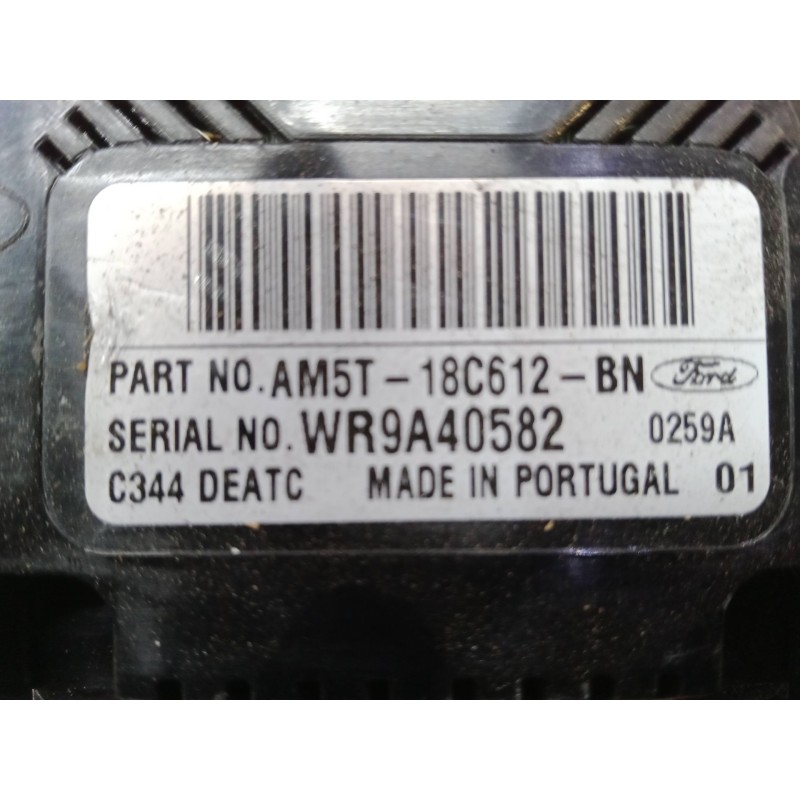 PART NO. AM5T-18C612-BN Ford
SERIAL NO. WR9A40582 0259A
C344 DEATC MADE IN PORTUGAL 01